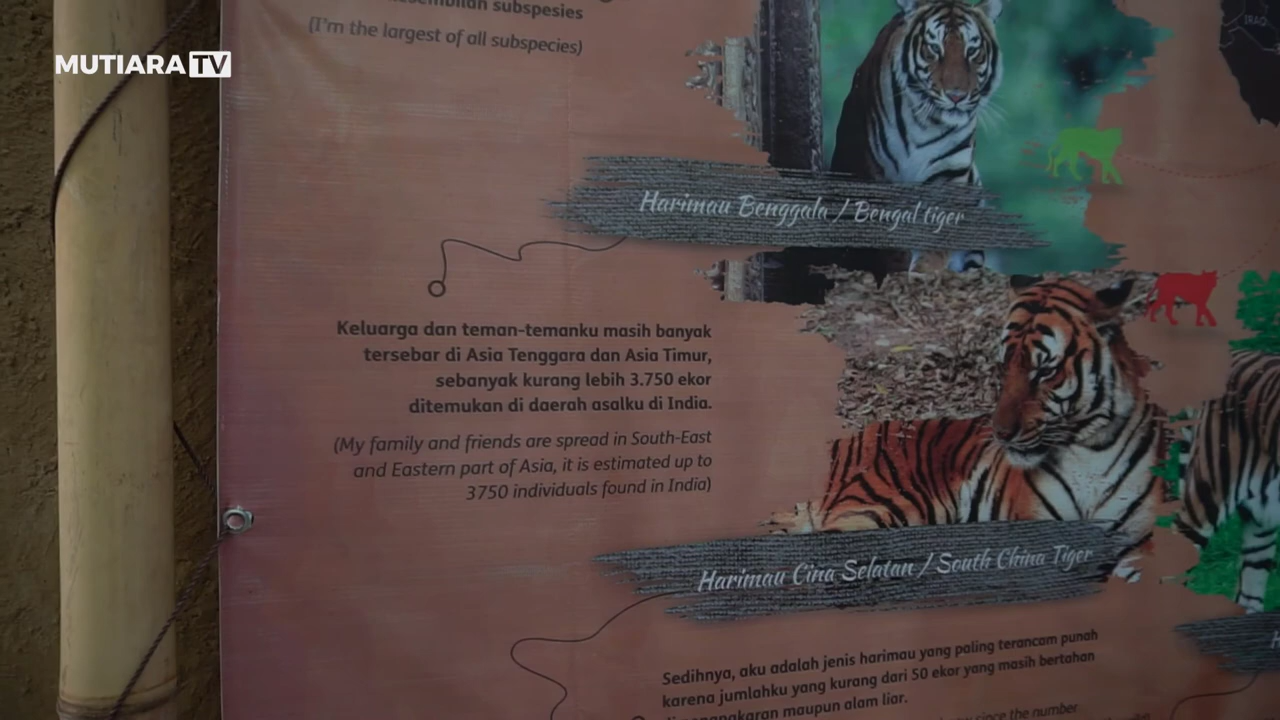 MUTIARA TV
subspesies
(I'm the largest of all subspecies)
IRAQ
Harimau Benggala / Bengal tiger
Keluarga dan teman-temanku masih banyak
tersebar di Asia Tenggara dan Asia Timur,
sebanyak kurang lebih 3.750 ekor
ditemukan di daerah asalku di India.
(My family and friends are spread in South-East
and Eastern part of Asia, it is estimated up to
3750 individuals found in India)
Harimau Cina Selatan / South China Tiger
Sedihnya, aku adalah jenis harimau yang paling terancam punah
karena jumlahku yang kurang dari 50 ekor yang masih bertahan
maupun alam liar.
since the number